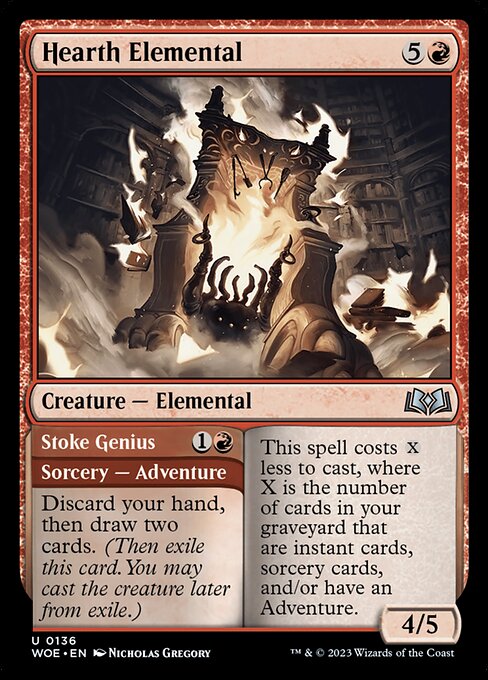 Hearth Elemental 5
Creature — Elemental
Stoke Genius 1
Sorcery — Adventure
Discard your hand,
then draw two
cards. (Then exile
this card. You may
cast the creature later
from exile.)
This spell costs X
less to cast, where
X is the number
of cards in your
graveyard that
are instant cards,
sorcery cards,
and/or have an
Adventure.
4/5
U 0136
WOE • EN Nicholas Gregory
™ & © 2023 Wizards of the Coast